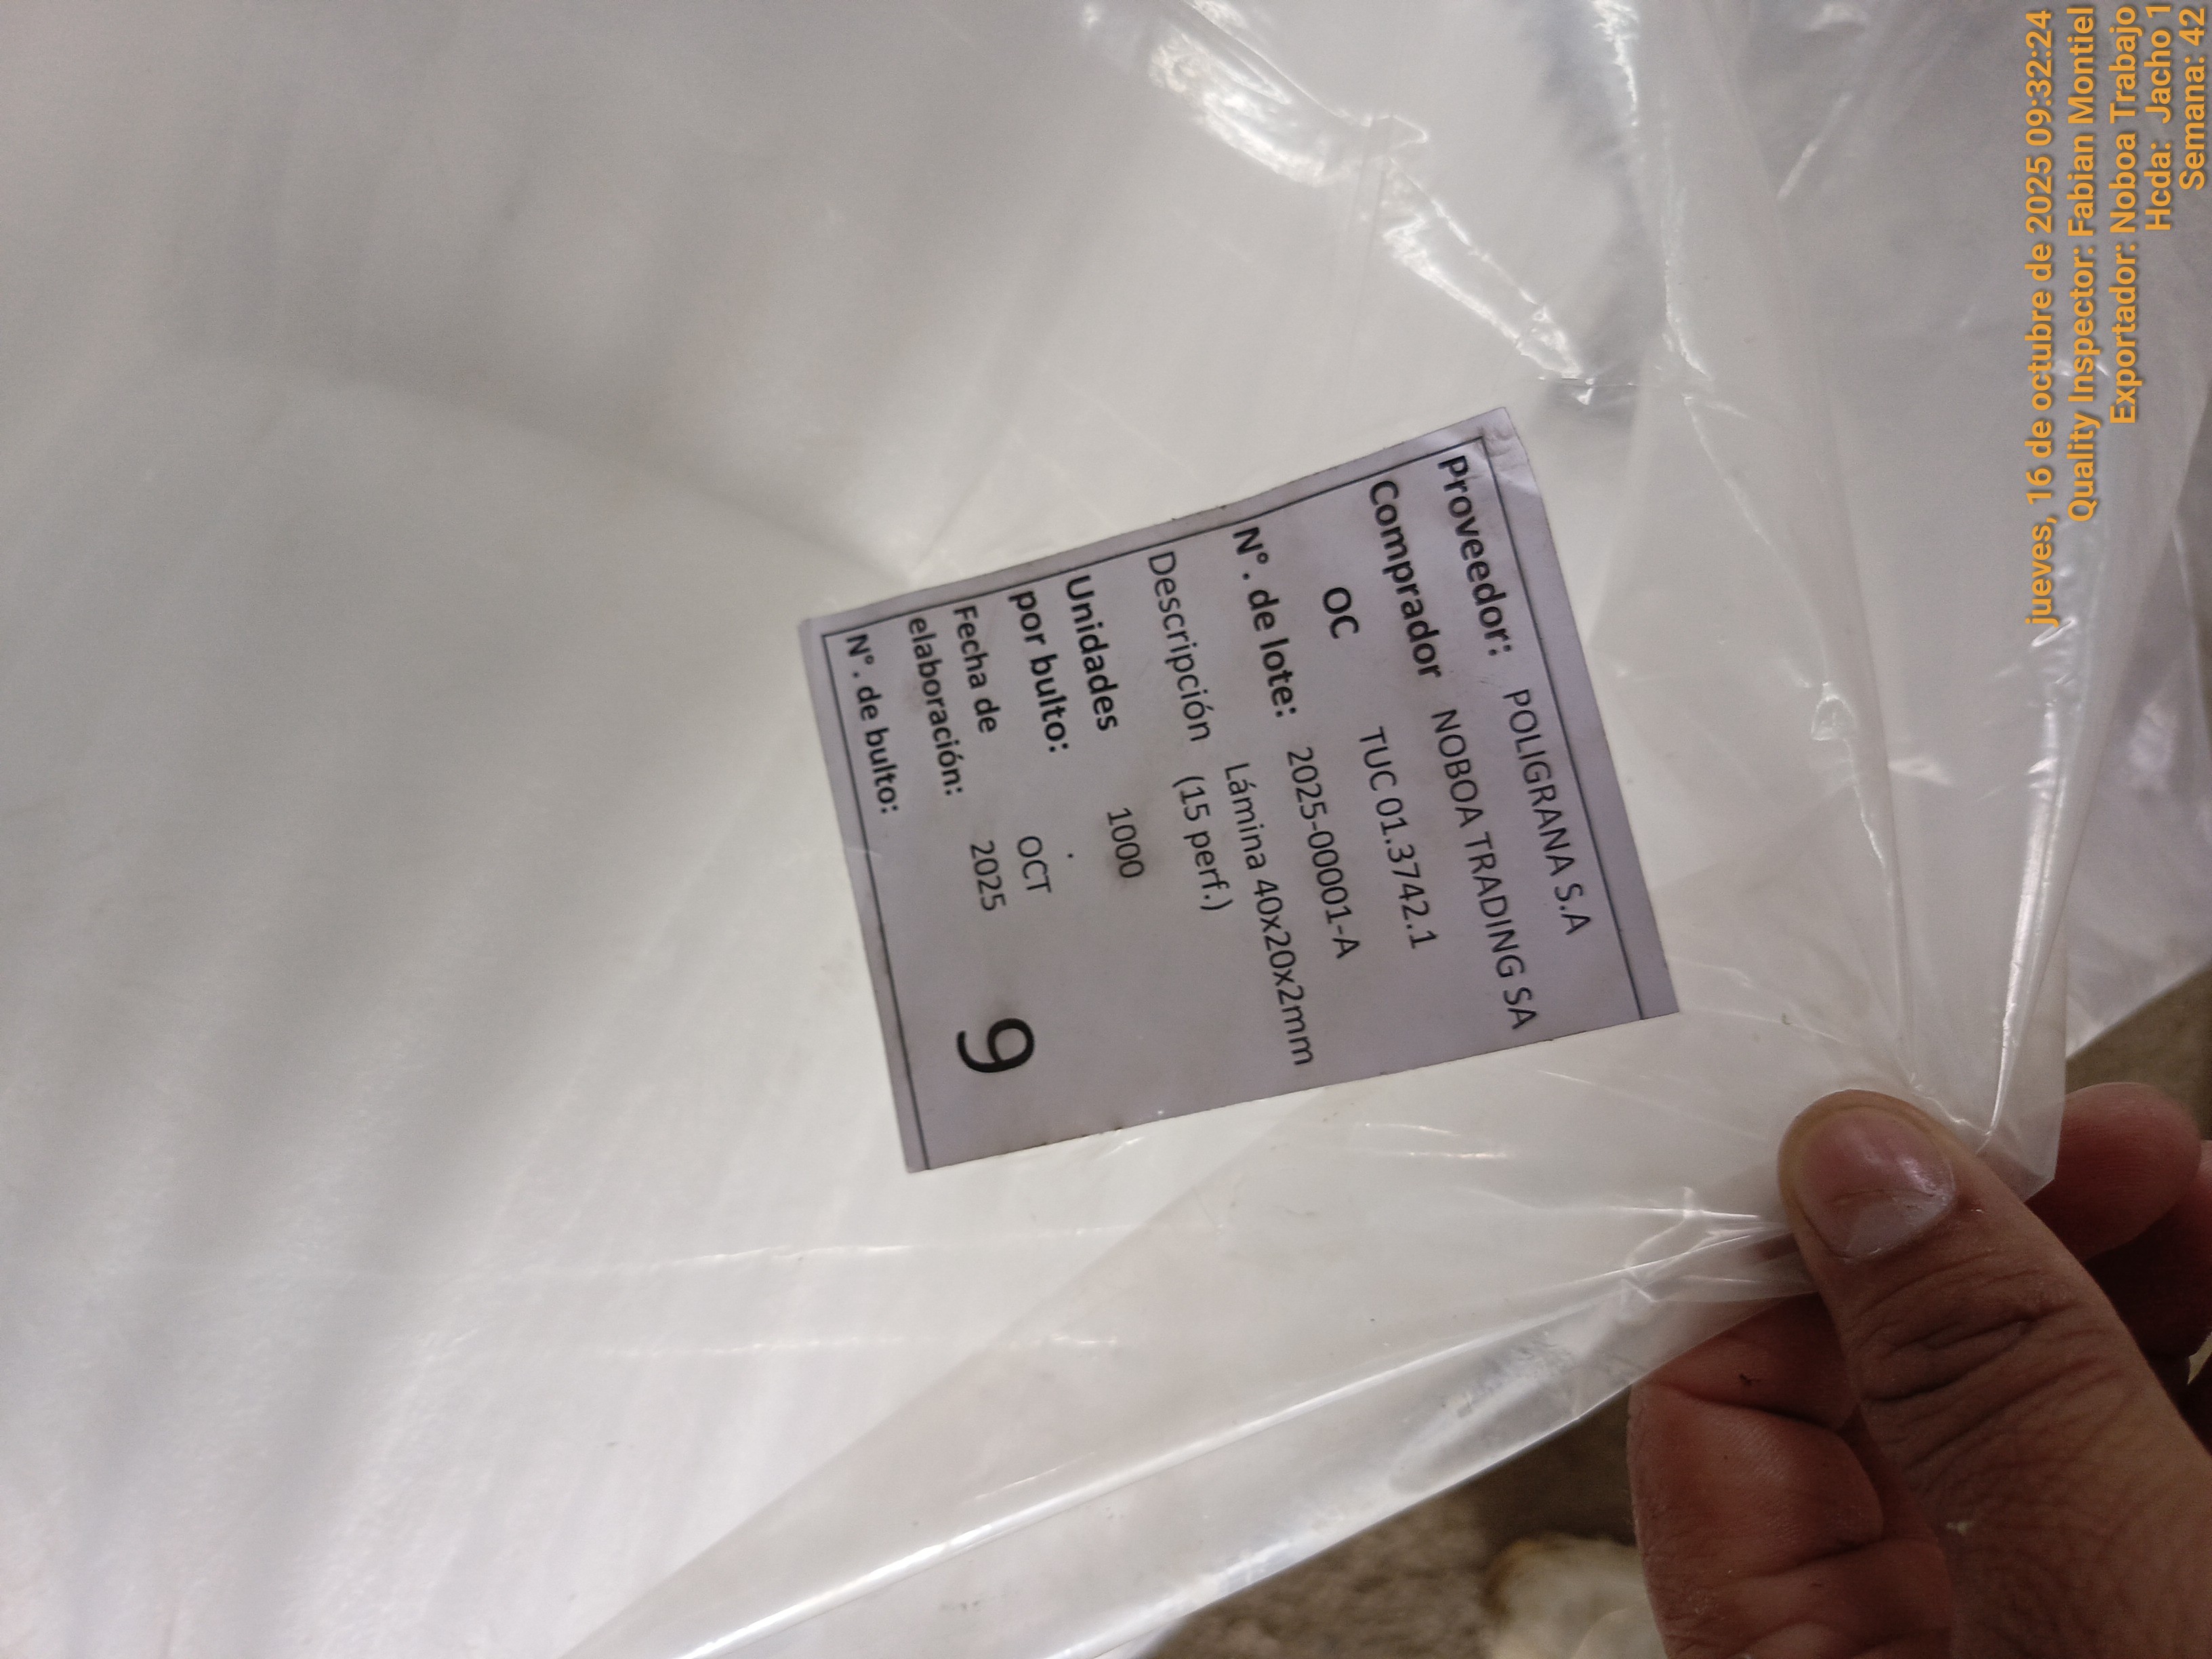 Proveedor: POLIGRANA S.A
Comprador NOBOA TRADING SA
OC TUC 01.3742.1
N°. de lote: 2025-00001-A
Descripción Lámina 40x20x2mm
(15 perf.)
Unidades
por bulto: 1000
.
Fecha de OCT
elaboración: 2025
N°. de bulto: 9
jueves, 16 de octubre de 2025 09:32:24
Quality Inspector: Fabian Montiel
Exportador: Noboa Trabajo
Hcda: Jacho 1
Semana: 42